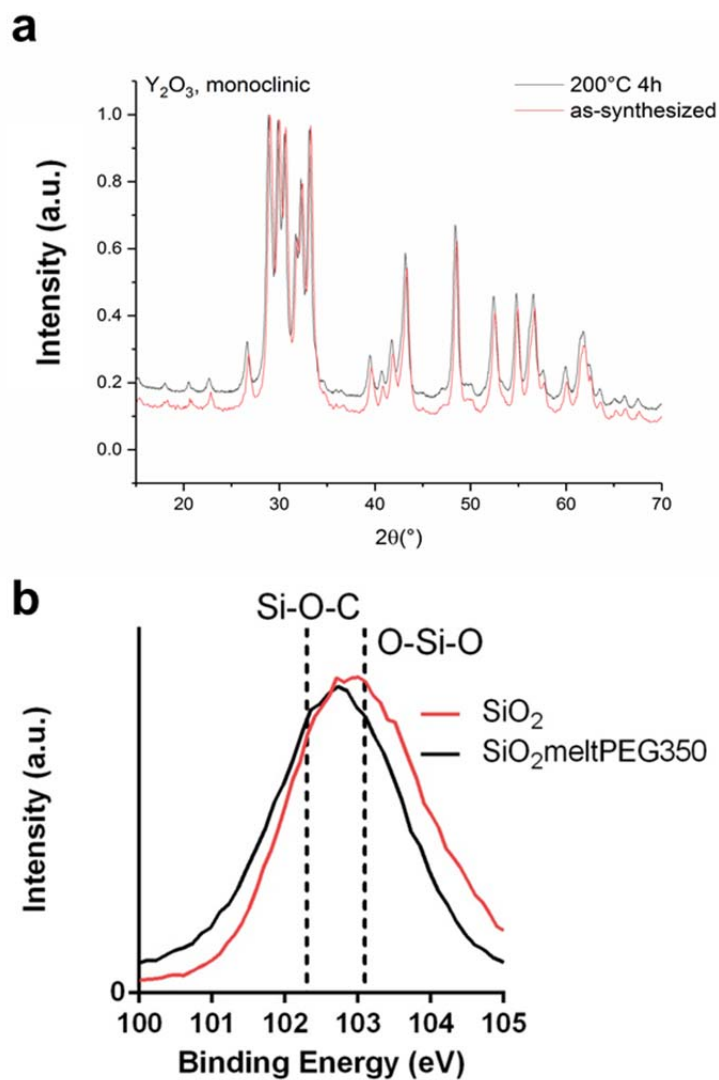 a
Y₂O₃, monoclinic
200°C 4h
as-synthesized
Intensity (a.u.)
1.0
0.8
0.6
0.4
0.2
0.0
20 30 40 50 60 70
2θ(°)
b
Si-O-C
O-Si-O
SiO₂
SiO₂meltPEG350
Intensity (a.u.)
0
100 101 102 103 104 105
Binding Energy (eV)